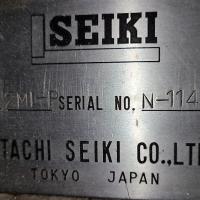 SEIKI
2MI-P SERIAL NO. N-114
TACHI SEIKI CO.,LT
TOKYO JAPAN